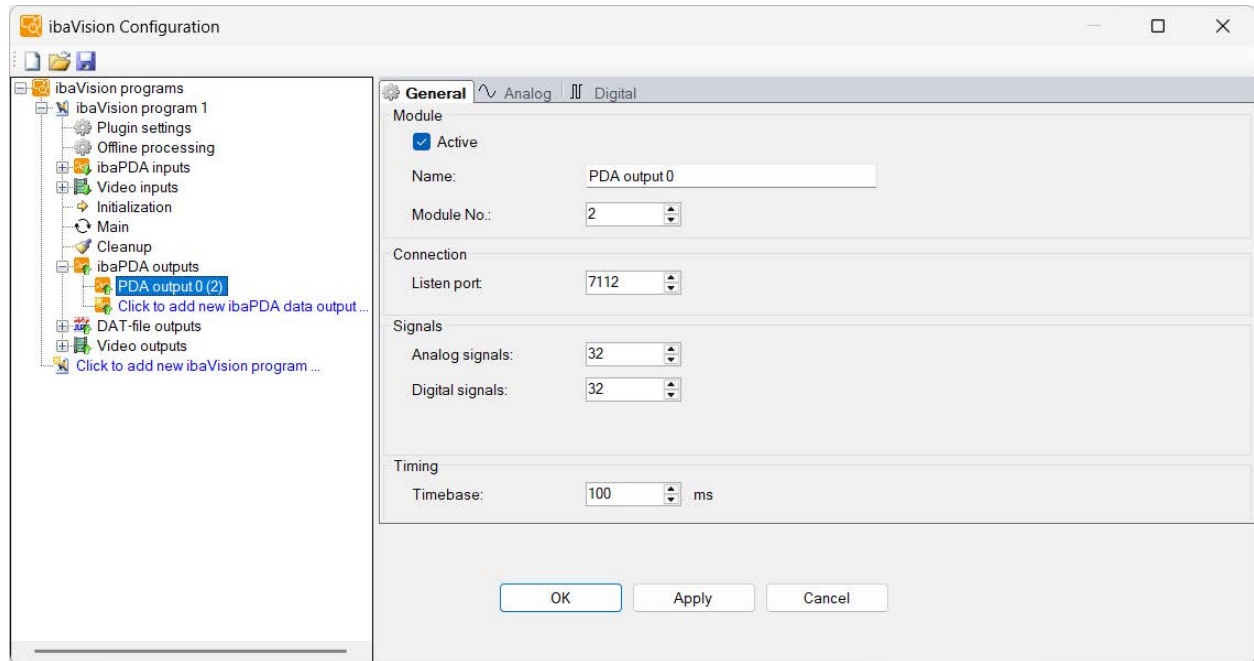 ibaVision Configuration
ibaVision programs
ibaVision program 1
Plugin settings
Offline processing
ibaPDA inputs
Video inputs
Initialization
Main
Cleanup
ibaPDA outputs
PDA output 0 (2)
Click to add new ibaPDA data output ...
DAT-file outputs
Video outputs
Click to add new ibaVision program ...
General Analog Digital
Module
Active
Name: PDA output 0
Module No.: 2
Connection
Listen port: 7112
Signals
Analog signals: 32
Digital signals: 32
Timing
Timebase: 100 ms
OK Apply Cancel